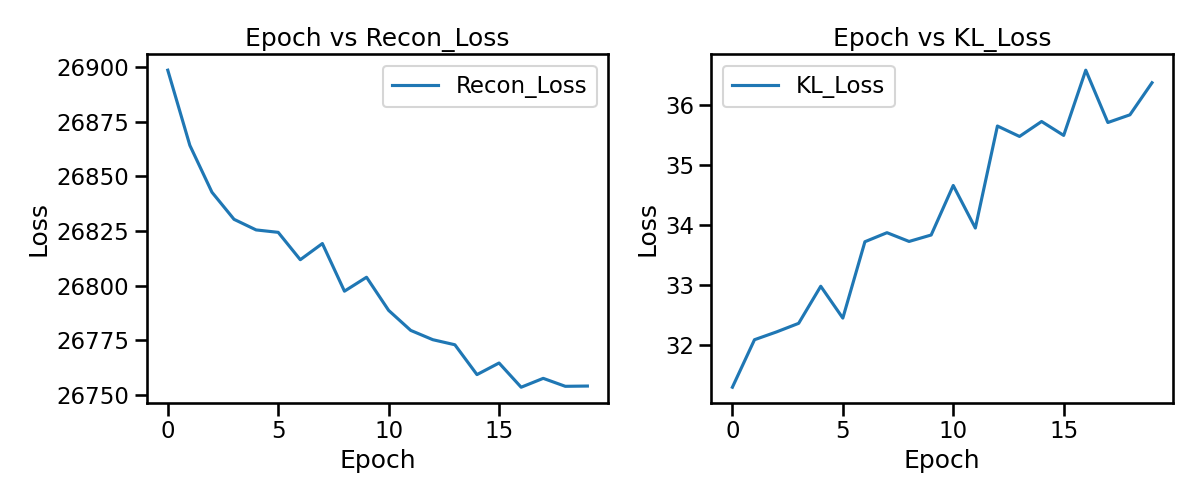 Epoch vs Recon_Loss
26900
26875
26850
26825
26800
26775
26750
Loss
Recon_Loss
0 5 10 15
Epoch
Epoch vs KL_Loss
36
35
34
33
32
Loss
KL_Loss
0 5 10 15
Epoch